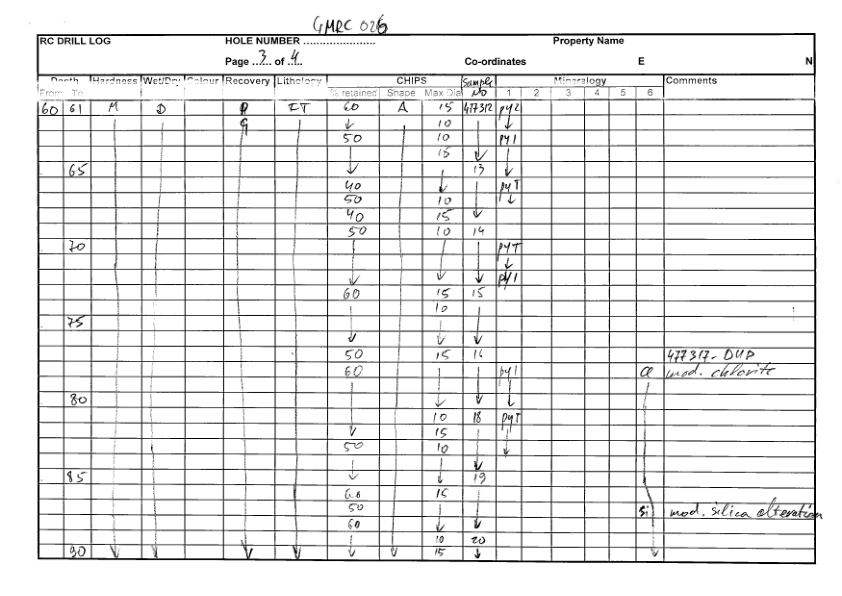 GMRC 026
RC DRILL LOG HOLE NUMBER ........................ Property Name
Page ..3... of .4... Co-ordinates E N
Depth Hardness Wet/Dry Colour Recovery Lithology CHIPS Sample No Mineralogy Comments
From To % retained Shape Max Dia 1 2 3 4 5 6
60 61 M D 60 A 15 477312 py2
↓ G ↓ 10 ↓ ↓
50 10 py1
15 ↓
65 ↓ 13 ↓
40 ↓ pyT
50 10 ↓
40 15 ↓
50 10 14
70 pyT
↓
↓ ↓ ↓ py1
60 15 15
10
75
↓ ↓ ↓
50 15 16 477317 - DUP
60 py1 mod. chlorite
80 ↓ ↓ ↓
10 18 pyT
↓ 15
50 10 ↓
↓
85 ↓ ↓ 19
60 15
50 si mod. silica alteration
60 ↓ ↓
10 20
90 ↓ ↓ ↓ ↓ ↓ ↓ 15 ↓ ↓